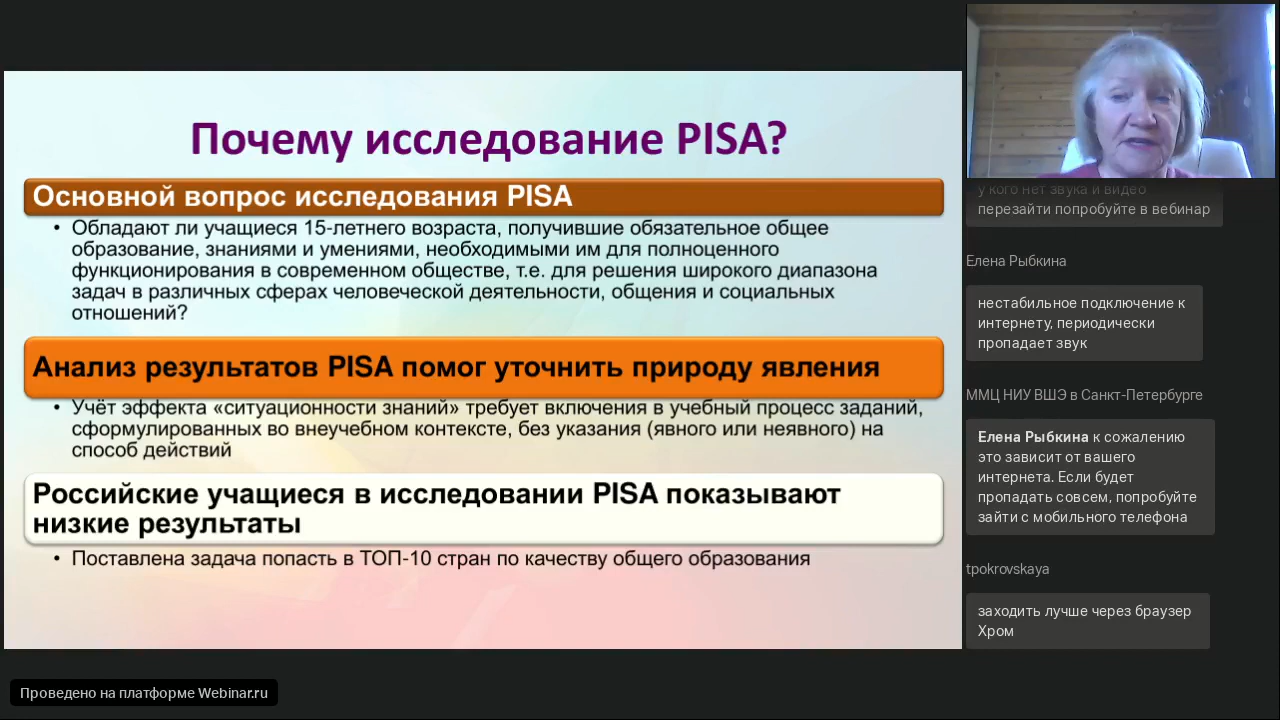 Почему исследование PISA?
Основной вопрос исследования PISA
• Обладают ли учащиеся 15-летнего возраста, получившие обязательное общее
образование, знаниями и умениями, необходимыми им для полноценного
функционирования в современном обществе, т.е. для решения широкого диапазона
задач в различных сферах человеческой деятельности, общения и социальных
отношений?
Анализ результатов PISA помог уточнить природу явления
• Учёт эффекта «ситуационности знаний» требует включения в учебный процесс заданий,
сформулированных во внеучебном контексте, без указания (явного или неявного) на
способ действий
Российские учащиеся в исследовании PISA показывают
низкие результаты
• Поставлена задача попасть в ТОП-10 стран по качеству общего образования
у кого нет звука и видео
перезайти попробуйте в вебинар
Елена Рыбкина
нестабильное подключение к
интернету, периодически
пропадает звук
ММЦ НИУ ВШЭ в Санкт-Петербурге
Елена Рыбкина к сожалению
это зависит от вашего
интернета. Если будет
пропадать совсем, попробуйте
зайти с мобильного телефона
tpokrovskaya
заходить лучше через браузер
Хром
Проведено на платформе Webinar.ru